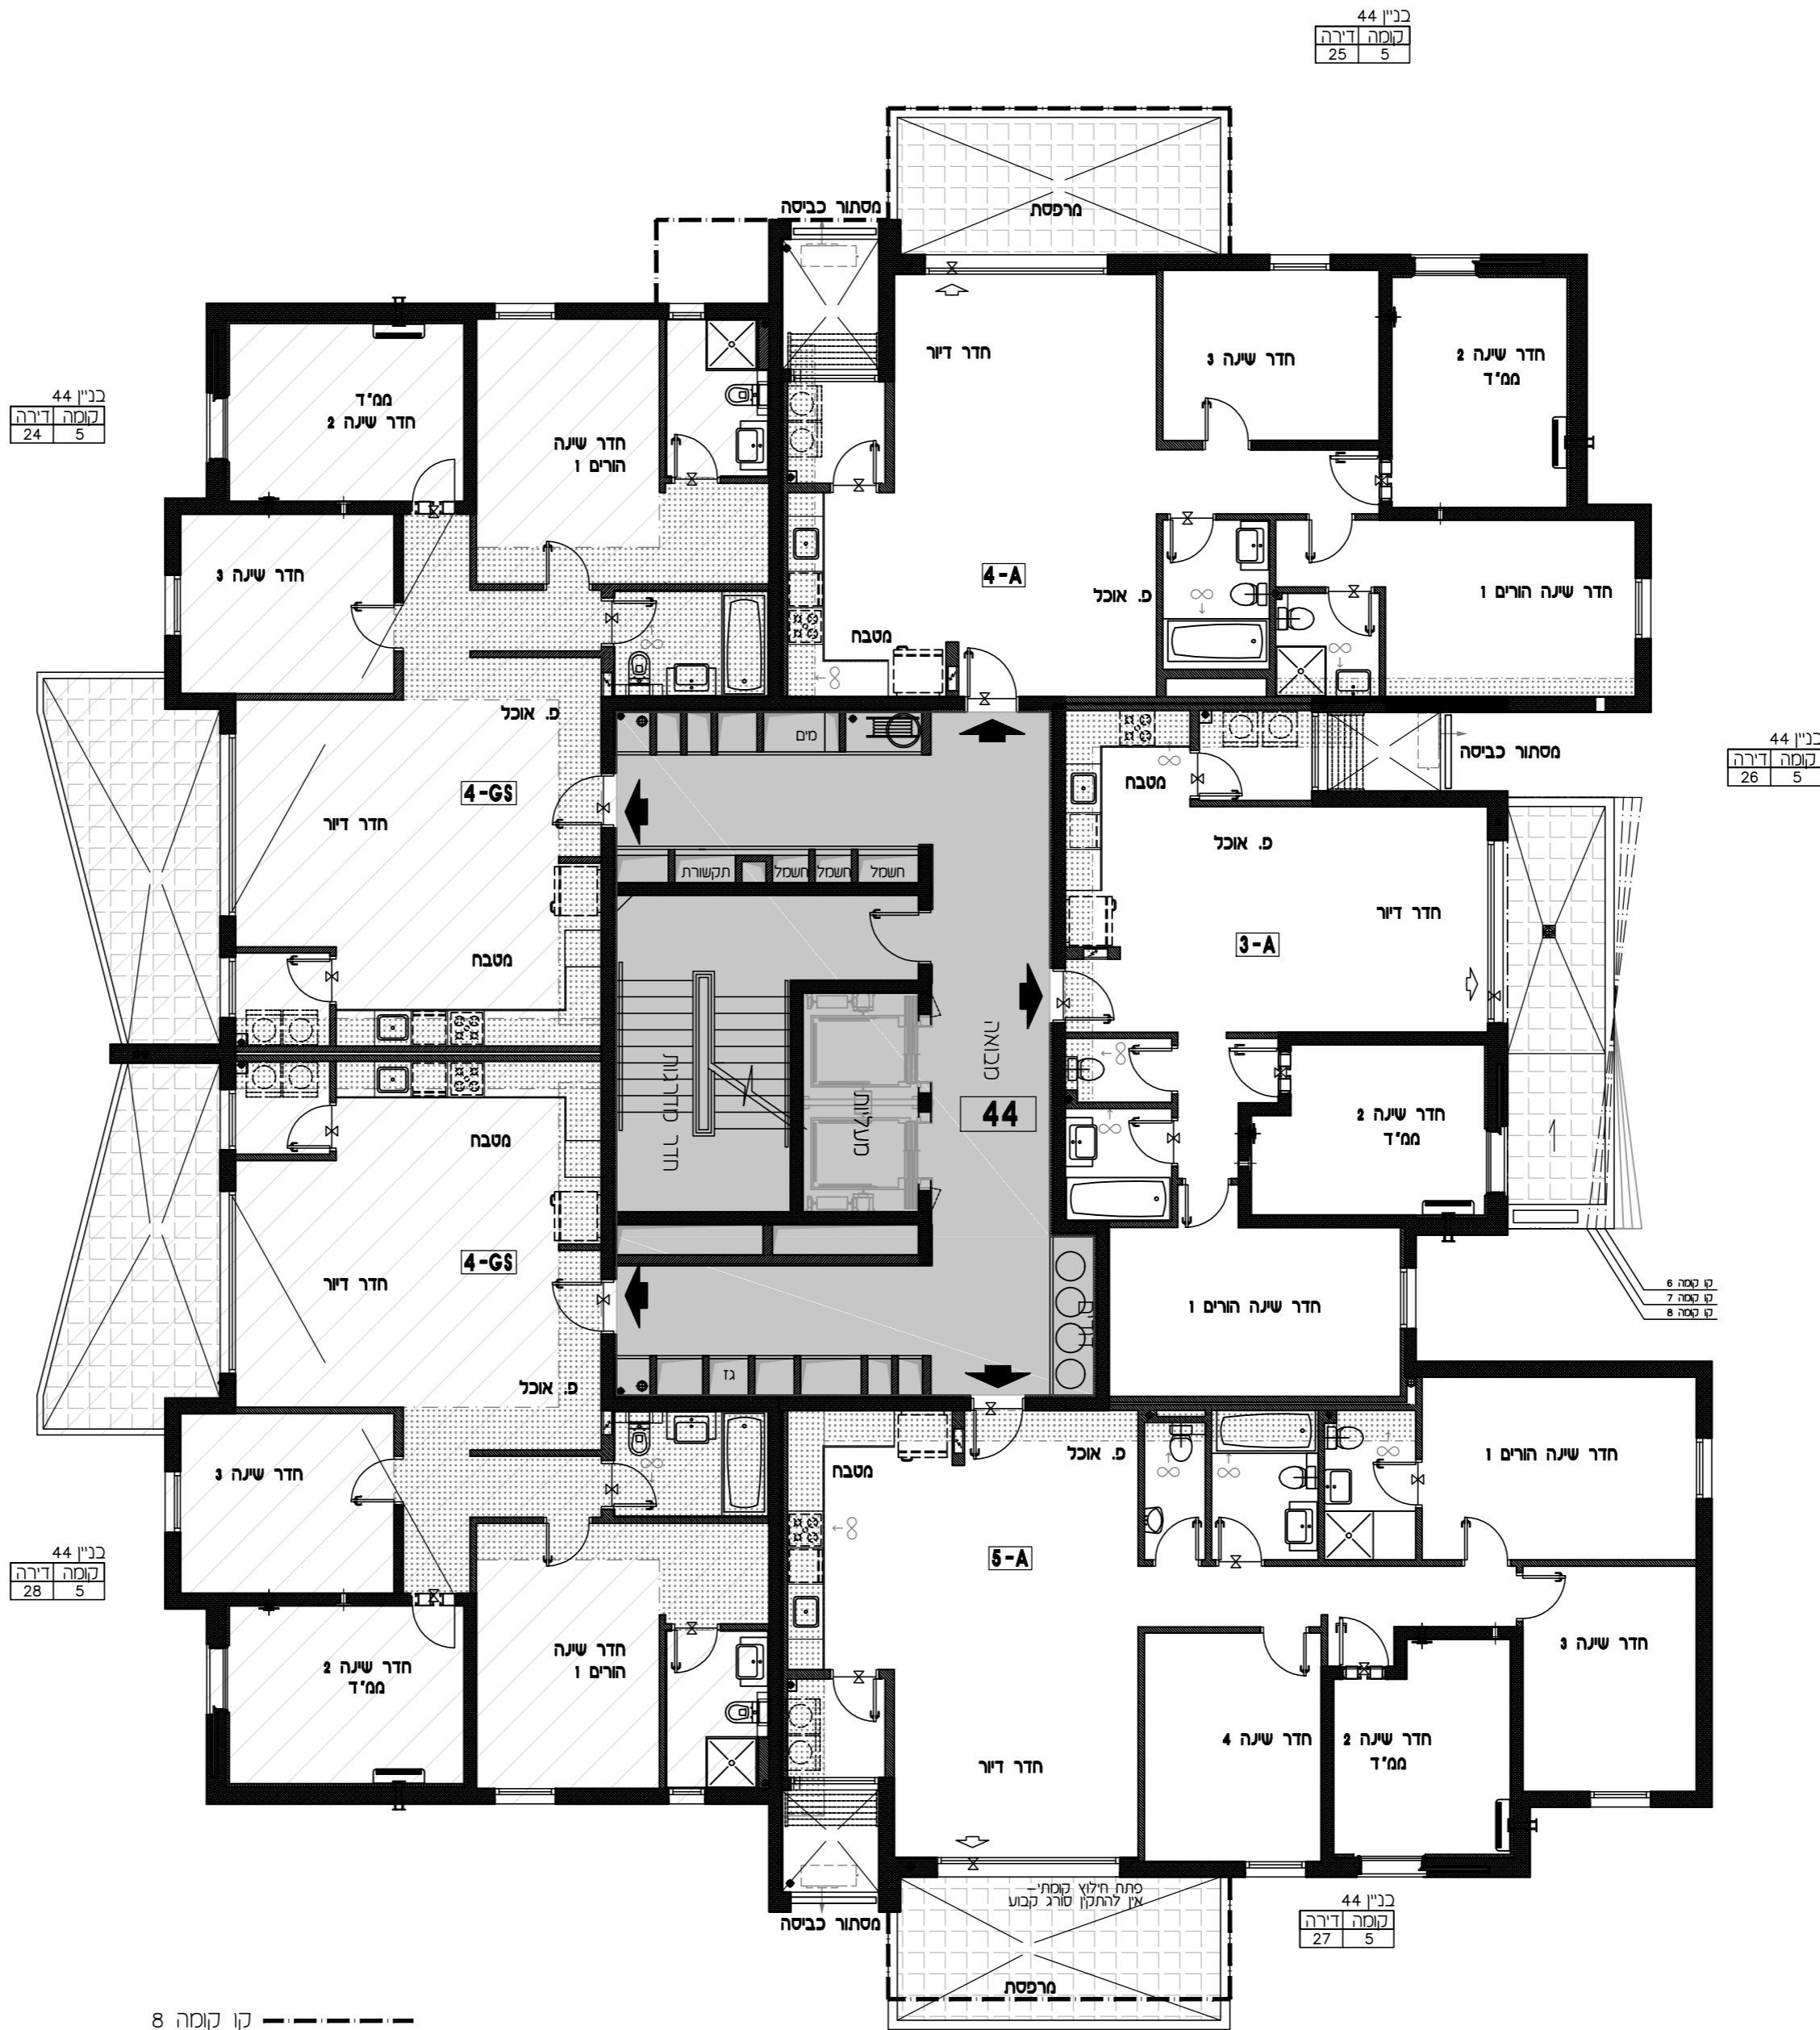 בניין 44
קומה דירה
5 25
מסתור כביסה
מרפסת
חדר דיור
חדר שינה 3
חדר שינה 2
ממ"ד
4-A
פ. אוכל
מטבח
חדר שינה הורים 1
בניין 44
קומה דירה
5 24
ממ"ד
חדר שינה 2
חדר שינה
הורים 1
חדר שינה 3
פ. אוכל
4-GS
חדר דיור
מטבח
מים
תקשורת
חשמל
חשמל
חשמל
מבואה
44
חדר מדרגות
מעלית
גז
בניין 44
קומה דירה
5 26
מסתור כביסה
מטבח
פ. אוכל
חדר דיור
3-A
חדר שינה 2
ממ"ד
חדר שינה הורים 1
קו קומה 6
קו קומה 7
קו קומה 8
מטבח
4-GS
חדר דיור
פ. אוכל
חדר שינה 3
חדר שינה 2
ממ"ד
חדר שינה
הורים 1
בניין 44
קומה דירה
5 28
פ. אוכל
מטבח
5-A
חדר שינה הורים 1
חדר שינה 3
חדר שינה 4
חדר שינה 2
ממ"ד
חדר דיור
פתח חילוץ קומתי-
אין להתקין סורג קבוע
מסתור כביסה
מרפסת
בניין 44
קומה דירה
5 27
קו קומה 8